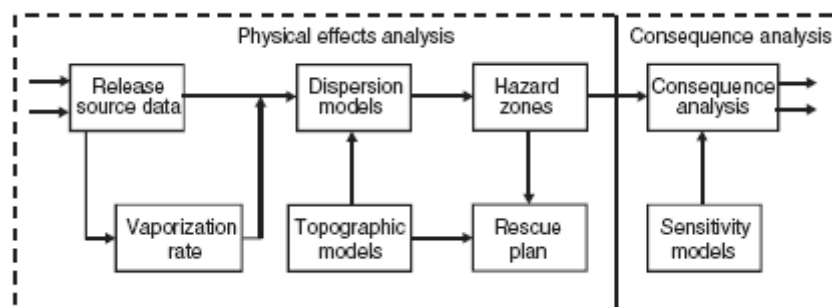 Physical effects analysis
Consequence analysis
Release
source data
Dispersion
models
Hazard
zones
Consequence
analysis
Vaporization
rate
Topographic
models
Rescue
plan
Sensitivity
models